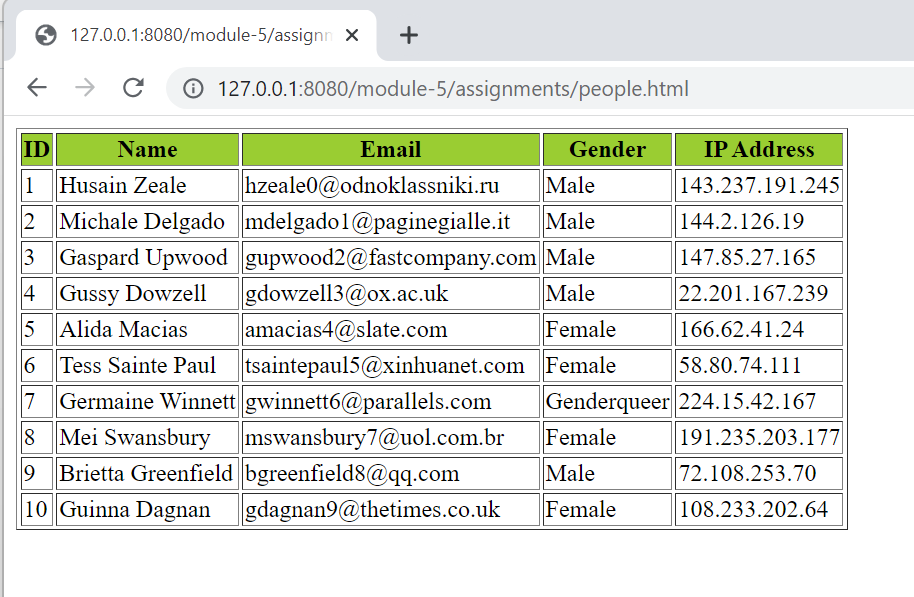 127.0.0.1:8080/module-5/assignn
127.0.0.1:8080/module-5/assignments/people.html
ID Name Email Gender IP Address
1 Husain Zeale hzeale0@odnoklassniki.ru Male 143.237.191.245
2 Michale Delgado mdelgado1@paginegialle.it Male 144.2.126.19
3 Gaspard Upwood gupwood2@fastcompany.com Male 147.85.27.165
4 Gussy Dowzell gdowzell3@ox.ac.uk Male 22.201.167.239
5 Alida Macias amacias4@slate.com Female 166.62.41.24
6 Tess Sainte Paul tsaintepaul5@xinhuanet.com Female 58.80.74.111
7 Germaine Winnett gwinnett6@parallels.com Genderqueer 224.15.42.167
8 Mei Swansbury mswansbury7@uol.com.br Female 191.235.203.177
9 Brietta Greenfield bgreenfield8@qq.com Male 72.108.253.70
10 Guinna Dagnan gdagnan9@thetimes.co.uk Female 108.233.202.64